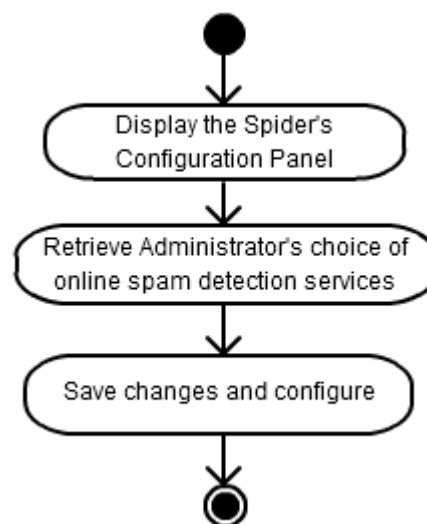 Display the Spider's
Configuration Panel
Retrieve Administrator's choice of
online spam detection services
Save changes and configure